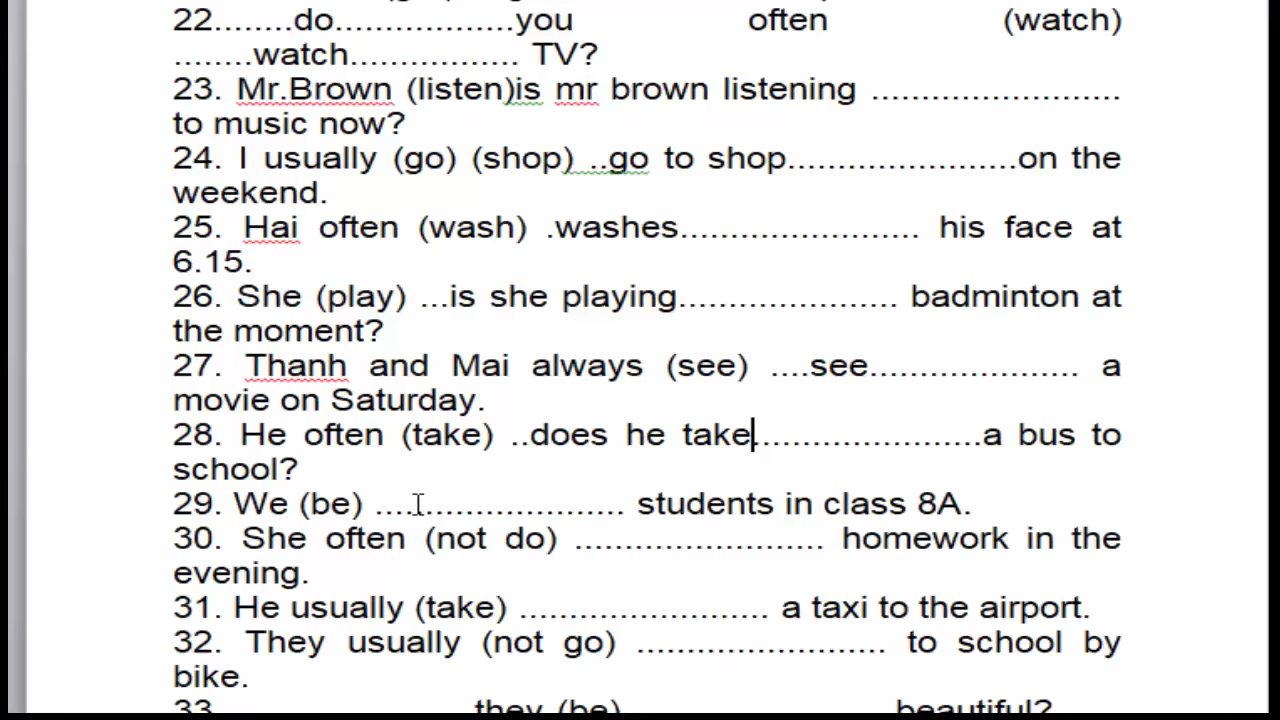 22........do.................you often (watch)
........watch................. TV?
23. Mr.Brown (listen)is mr brown listening .........................
to music now?
24. I usually (go) (shop) ..go to shop.......................on the
weekend.
25. Hai often (wash) .washes........................ his face at
6.15.
26. She (play) ...is she playing...................... badminton at
the moment?
27. Thanh and Mai always (see) ....see..................... a
movie on Saturday.
28. He often (take) ..does he take.......................a bus to
school?
29. We (be) ......................... students in class 8A.
30. She often (not do) ......................... homework in the
evening.
31. He usually (take) ......................... a taxi to the airport.
32. They usually (not go) ......................... to school by
bike.
33 they (be) beautiful?